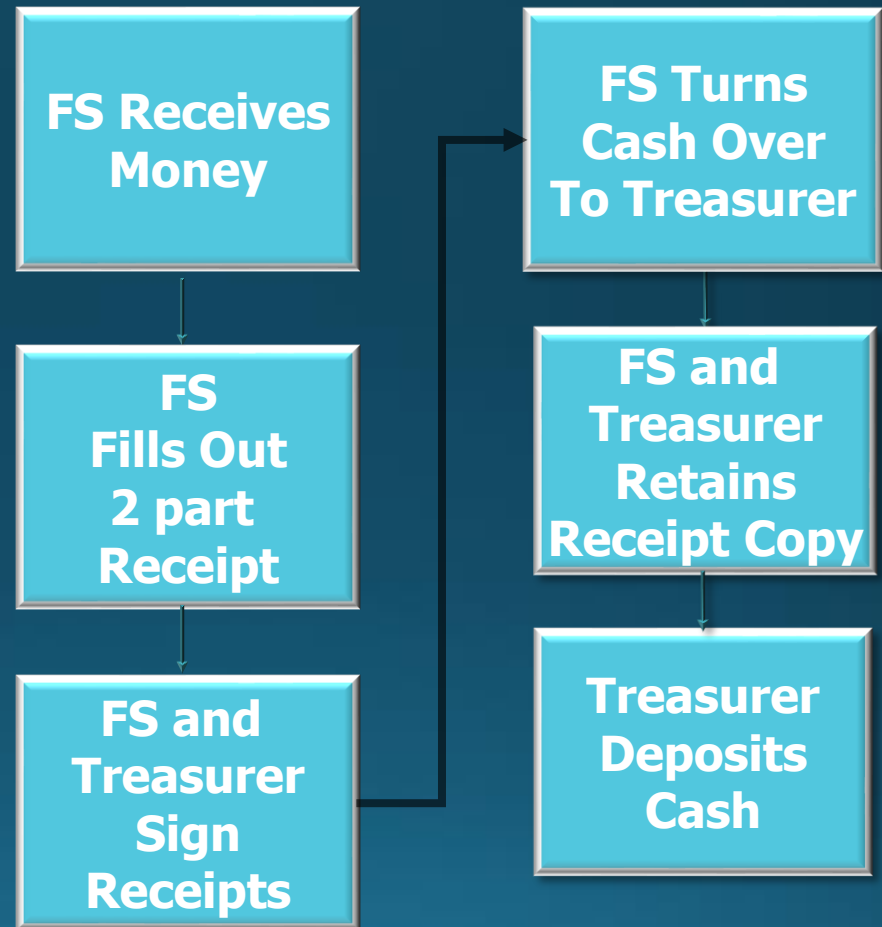 FS Receives
Money
FS
Fills Out
2 part
Receipt
FS and
Treasurer
Sign
Receipts
FS Turns
Cash Over
To Treasurer
FS and
Treasurer
Retains
Receipt Copy
Treasurer
Deposits
Cash